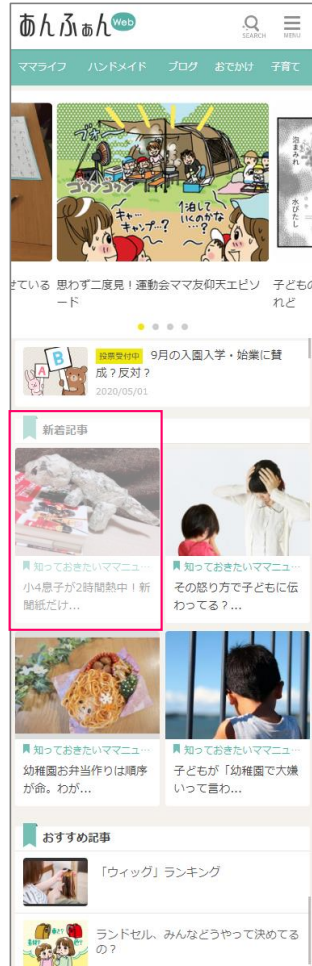 あんふぁんWeb
SEARCH
MENU
ママライフ ハンドメイド ブログ おでかけ 子育て
ブォー
ゴウンゴウン
キャ…キャンプ…?
1泊していくのかな…?
泡まみれ
水びたし
せている 思わず二度見！運動会ママ友仰天エピソ 子どもの
ード れど
A B 投票受付中 9月の入園入学・始業に賛
成？反対？
2020/05/01
新着記事
知っておきたいママニュ… 知っておきたいママニュ…
小4息子が2時間熱中！新 その怒り方で子どもに伝
聞紙だけ... わってる？...
知っておきたいママニュ… 知っておきたいママニュ…
幼稚園お弁当作りは順序 子どもが「幼稚園で大嫌
が命。わが... いって言わ...
おすすめ記事
「ウィッグ」ランキング
ランドセル、みんなどうやって決めてる
の？